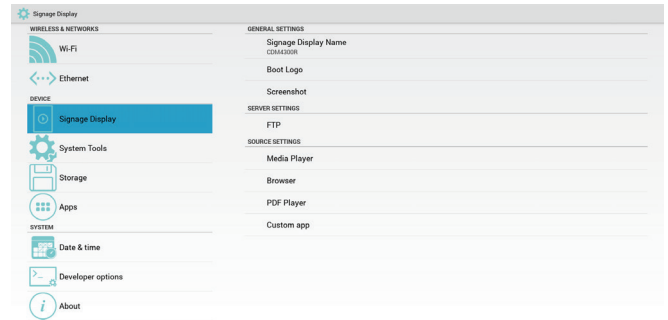 Signage Display
WIRELESS & NETWORKS
Wi-Fi
Ethernet
DEVICE
Signage Display
System Tools
Storage
Apps
SYSTEM
Date & time
Developer options
About
GENERAL SETTINGS
Signage Display Name
CDM4300R
Boot Logo
Screenshot
SERVER SETTINGS
FTP
SOURCE SETTINGS
Media Player
Browser
PDF Player
Custom app